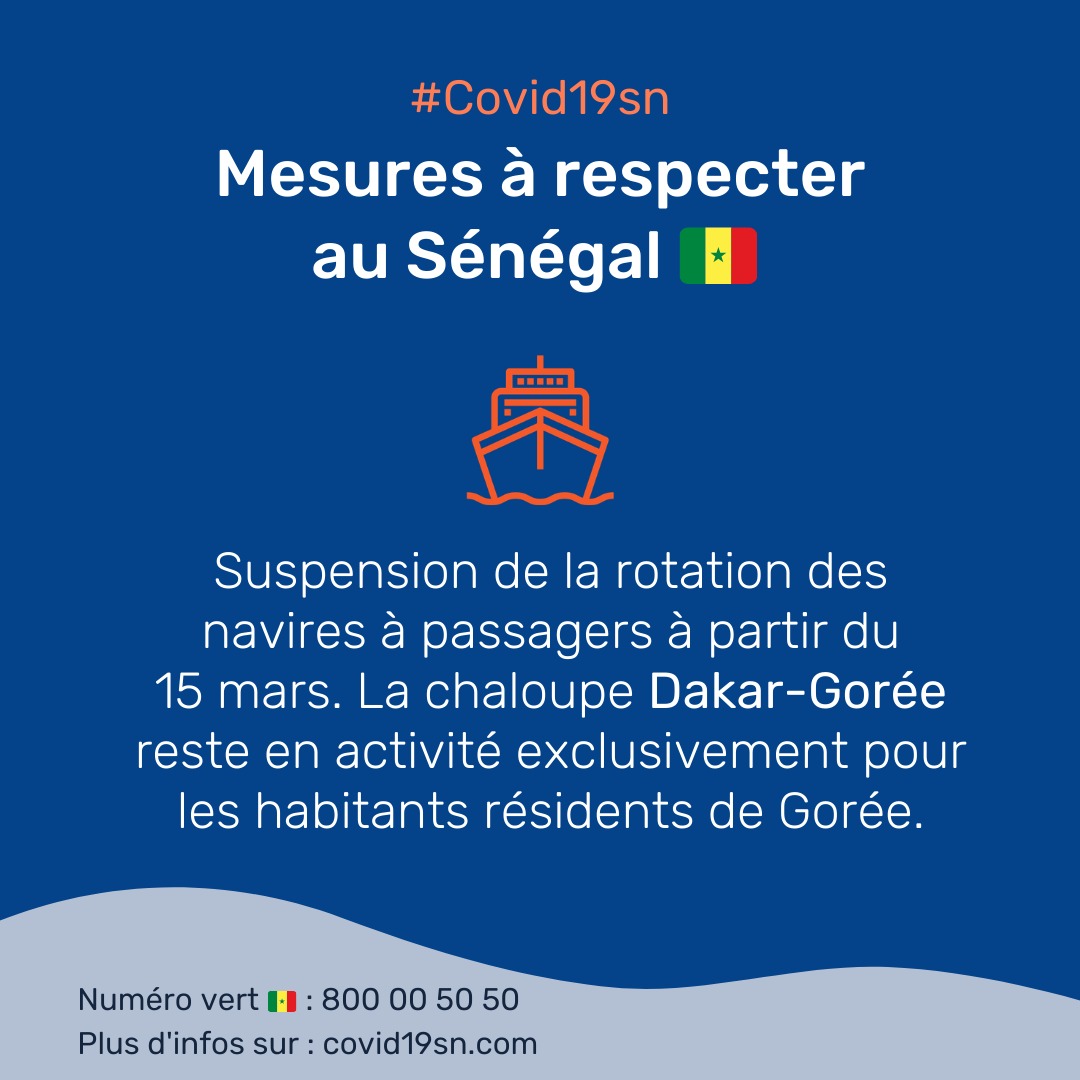 #Covid19sn
Mesures à respecter
au Sénégal 🇸🇳
Suspension de la rotation des
navires à passagers à partir du
15 mars. La chaloupe Dakar-Gorée
reste en activité exclusivement pour
les habitants résidents de Gorée.
Numéro vert 🇸🇳 : 800 00 50 50
Plus d'infos sur : covid19sn.com